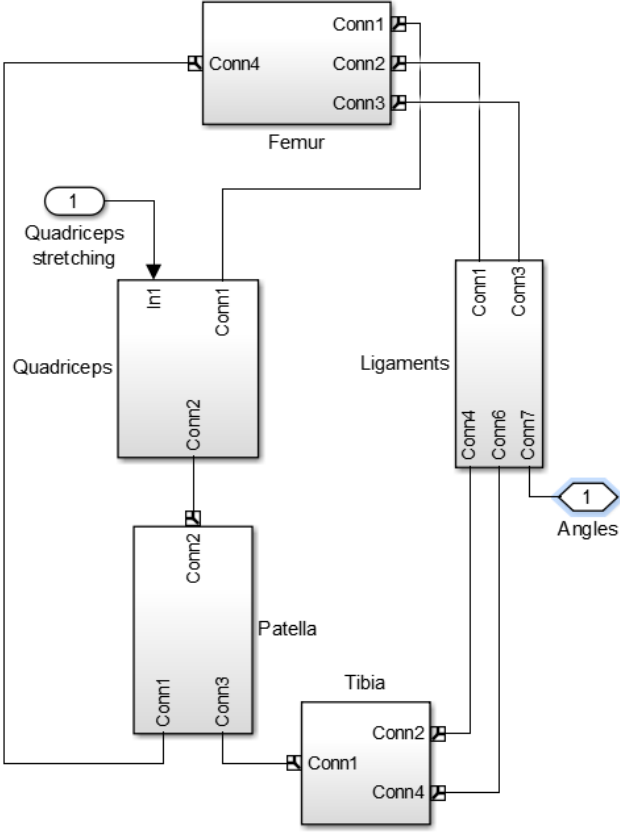 Conn1
Conn4
Conn2
Conn3
Femur
1
Quadriceps
stretching
In1
Conn1
Quadriceps
Conn2
Conn1
Conn3
Ligaments
Conn4
Conn6
Conn7
1
Angles
Conn2
Patella
Conn1
Conn3
Tibia
Conn2
Conn1
Conn4